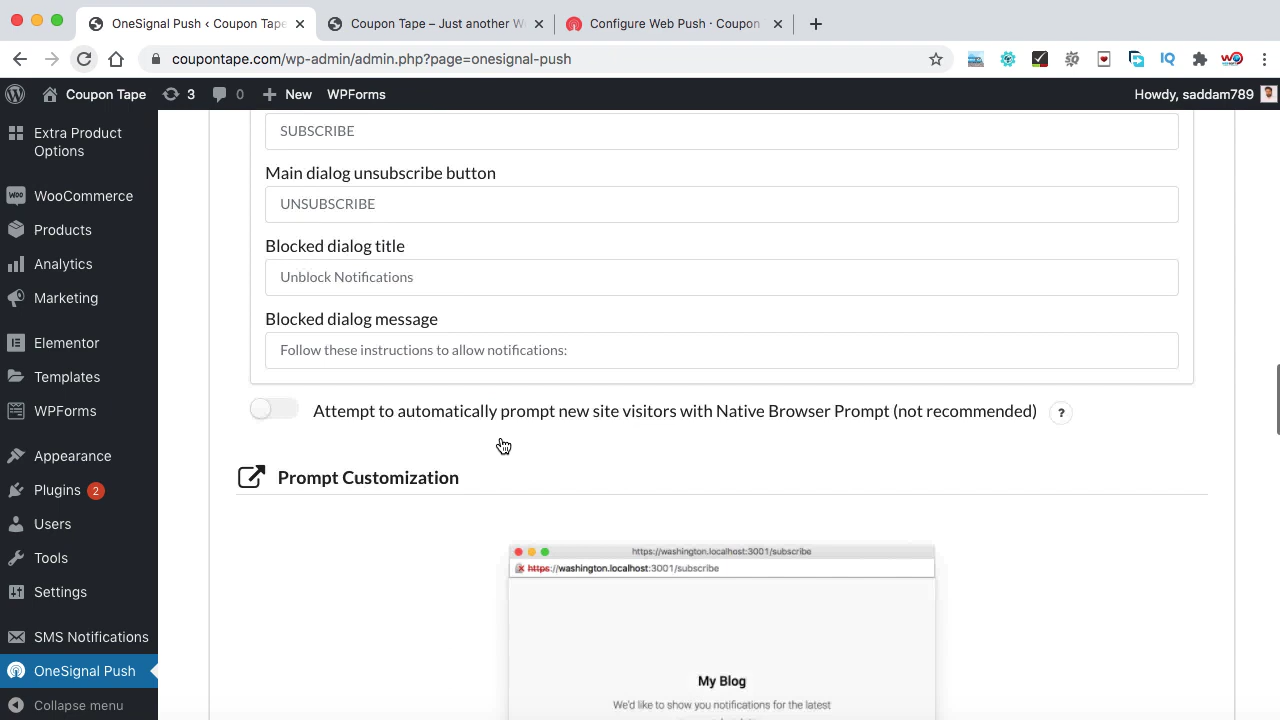 OneSignal Push ‹ Coupon Tape
Coupon Tape – Just another W
Configure Web Push · Coupon
coupontape.com/wp-admin/admin.php?page=onesignal-push
IQ
Coupon Tape
3
0
New
WPForms
Howdy, saddam789
Extra Product
Options
WooCommerce
Products
Analytics
Marketing
Elementor
Templates
WPForms
Appearance
Plugins 2
Users
Tools
Settings
SMS Notifications
OneSignal Push
Collapse menu
SUBSCRIBE
Main dialog unsubscribe button
UNSUBSCRIBE
Blocked dialog title
Unblock Notifications
Blocked dialog message
Follow these instructions to allow notifications:
Attempt to automatically prompt new site visitors with Native Browser Prompt (not recommended) ?
Prompt Customization
https://washington.localhost:3001/subscribe
https://washington.localhost:3001/subscribe
My Blog
We'd like to show you notifications for the latest